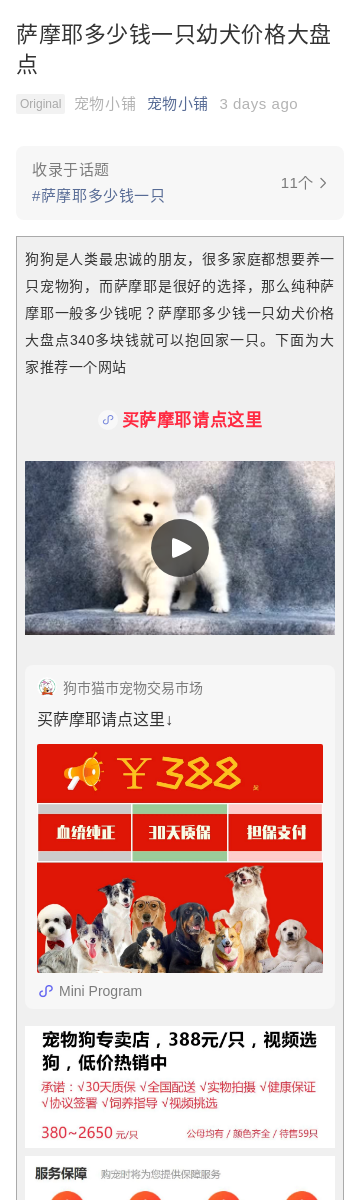 萨摩耶多少钱一只幼犬价格大盘
点
Original 宠物小铺 宠物小铺 3 days ago
收录于话题
#萨摩耶多少钱一只
11个
狗狗是人类最忠诚的朋友，很多家庭都想要养一
只宠物狗，而萨摩耶是很好的选择，那么纯种萨
摩耶一般多少钱呢？萨摩耶多少钱一只幼犬价格
大盘点340多块钱就可以抱回家一只。下面为大
家推荐一个网站
买萨摩耶请点这里
狗市猫市宠物交易市场
买萨摩耶请点这里↓
￥388
血统纯正 30天质保 担保支付
Mini Program
宠物狗专卖店，388元/只，视频选
狗，低价热销中
承诺：√30天质保 √全国配送 √实物拍摄 √健康保证
√协议签署 √饲养指导 √视频挑选
380~2650 元/只 公母均有 / 颜色齐全 / 待售59只
服务保障 购宠时将为您提供保障服务